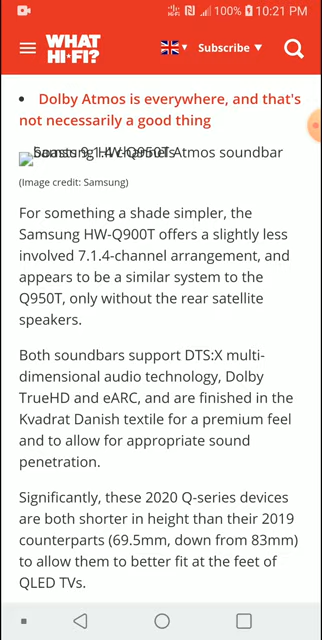 100% 10:21 PM
WHAT HI-FI?
Subscribe
• Dolby Atmos is everywhere, and that's
not necessarily a good thing
Samsung HW-Q950T Atmos soundbar
(Image credit: Samsung)
For something a shade simpler, the
Samsung HW-Q900T offers a slightly less
involved 7.1.4-channel arrangement, and
appears to be a similar system to the
Q950T, only without the rear satellite
speakers.
Both soundbars support DTS:X multi-
dimensional audio technology, Dolby
TrueHD and eARC, and are finished in the
Kvadrat Danish textile for a premium feel
and to allow for appropriate sound
penetration.
Significantly, these 2020 Q-series devices
are both shorter in height than their 2019
counterparts (69.5mm, down from 83mm)
to allow them to better fit at the feet of
QLED TVs.